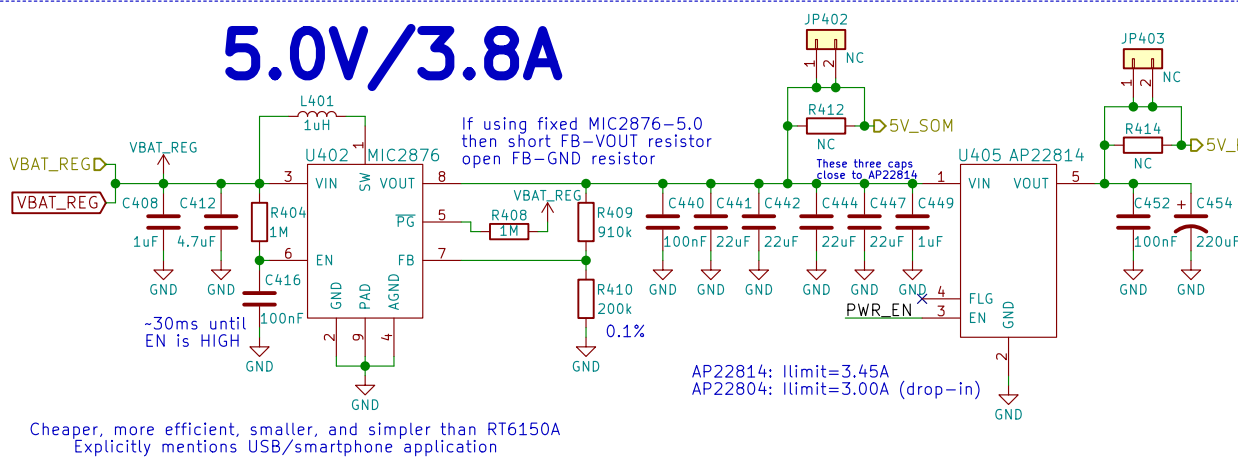 5.0V/3.8A
JP402
1
2
NC
R412
NC
5V_SOM
JP403
1
2
NC
R414
NC
L401
1uH
1
If using fixed MIC2876-5.0
then short FB-VOUT resistor
open FB-GND resistor
These three caps
close to AP22814
VBAT_REG
VBAT_REG
VBAT_REG
C408
1uF
GND
C412
4.7uF
GND
R404
1M
C416
100nF
GND
~30ms until
EN is HIGH
U402
MIC2876
3
VIN
SW
VOUT
8
PG
5
6
EN
FB
7
GND
PAD
AGND
2
9
4
GND
VBAT_REG
R408
1M
R409
910k
R410
200k
0.1%
GND
C440
100nF
GND
C441
22uF
GND
C442
22uF
GND
C444
22uF
GND
C447
22uF
GND
C449
1uF
GND
U405 AP22814
1
VIN
VOUT
5
4
FLG
PWR_EN
3
EN
GND
2
GND
C452
100nF
GND
+
C454
220u
GND
AP22814: Ilimit=3.45A
AP22804: Ilimit=3.00A (drop-in)
Cheaper, more efficient, smaller, and simpler than RT6150A
Explicitly mentions USB/smartphone application